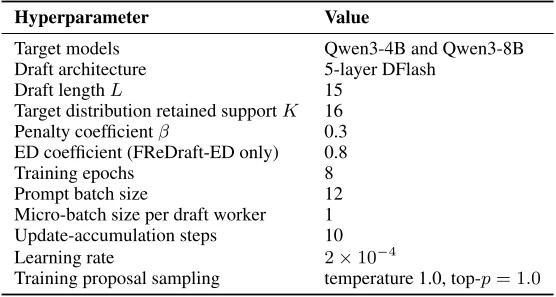 Hyperparameter Value
Target models Qwen3-4B and Qwen3-8B
Draft architecture 5-layer DFlash
Draft length L 15
Target distribution retained support K 16
Penalty coefficient β 0.3
ED coefficient (FReDraft-ED only) 0.8
Training epochs 8
Prompt batch size 12
Micro-batch size per draft worker 1
Update-accumulation steps 10
Learning rate 2 × 10⁻⁴
Training proposal sampling temperature 1.0, top-p = 1.0